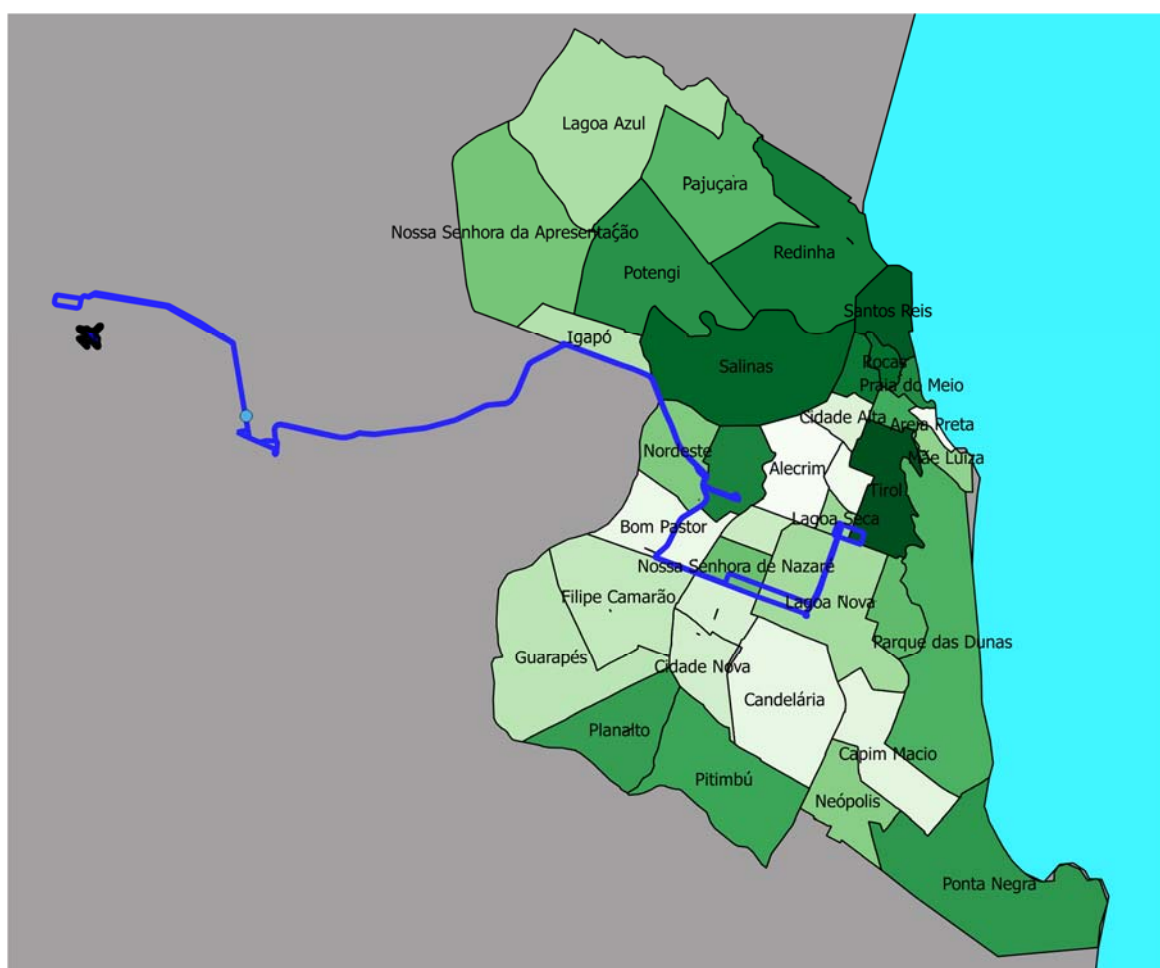 Lagoa Azul
Pajuçara
Nossa Senhora da Apresentação
Redinha
Potengi
Santos Reis
Igapó
Salinas
Rocas
Praia do Meio
Cidade Alta
Areia Preta
Nordeste
Mãe Luiza
Alecrim
Tirol
Lagoa Seca
Bom Pastor
Nossa Senhora de Nazaré
Filipe Camarão
Lagoa Nova
Parque das Dunas
Guarapés
Cidade Nova
Candelária
Planalto
Capim Macio
Pitimbú
Neópolis
Ponta Negra